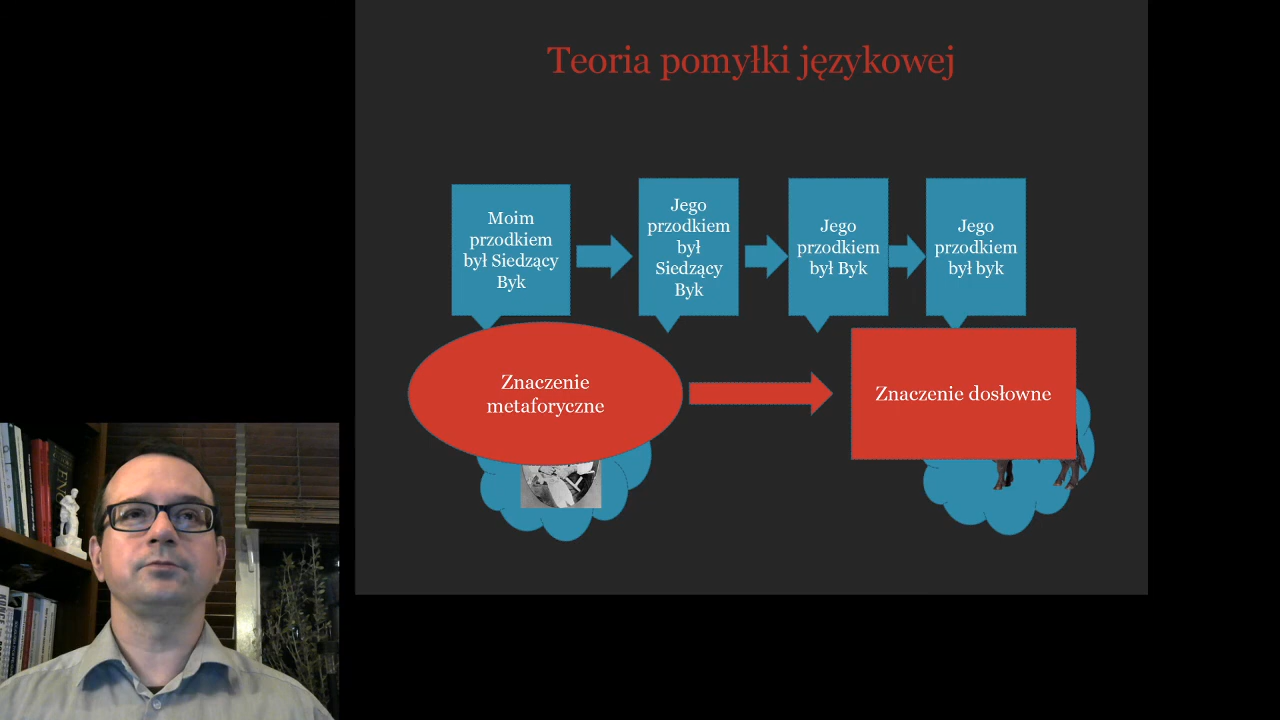 Teoria pomyłki językowej
Moim
przodkiem
był Siedzący
Byk
Jego
przodkiem
był
Siedzący
Byk
Jego
przodkiem
był Byk
Jego
przodkiem
był byk
Znaczenie
metaforyczne
Znaczenie dosłowne